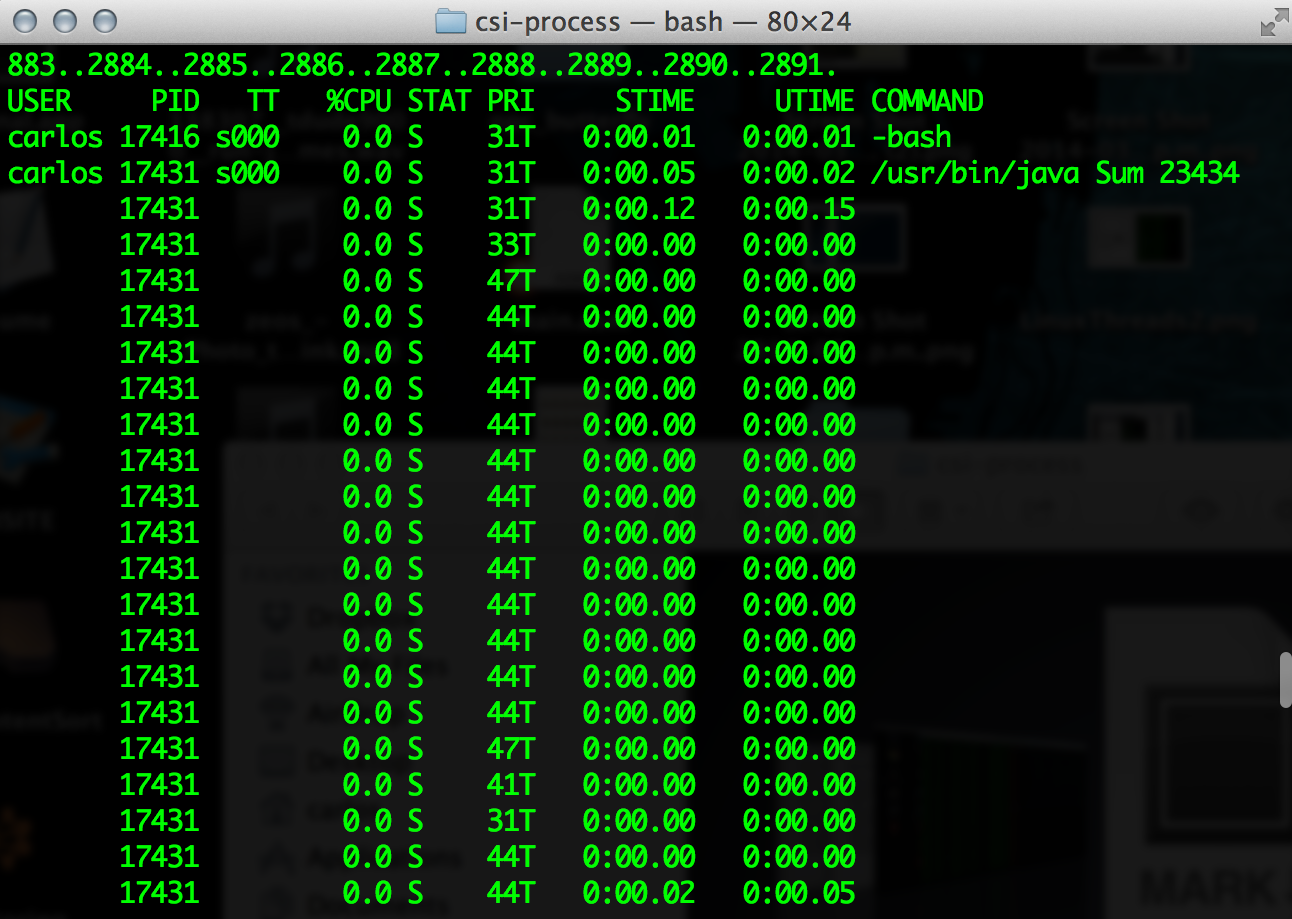 csi-process — bash — 80×24
883..2884..2885..2886..2887..2888..2889..2890..2891.
USER PID TT %CPU STAT PRI STIME UTIME COMMAND
carlos 17416 s000 0.0 S 31T 0:00.01 0:00.01 -bash
carlos 17431 s000 0.0 S 31T 0:00.05 0:00.02 /usr/bin/java Sum 23434
17431 0.0 S 31T 0:00.12 0:00.15
17431 0.0 S 33T 0:00.00 0:00.00
17431 0.0 S 47T 0:00.00 0:00.00
17431 0.0 S 44T 0:00.00 0:00.00
17431 0.0 S 44T 0:00.00 0:00.00
17431 0.0 S 44T 0:00.00 0:00.00
17431 0.0 S 44T 0:00.00 0:00.00
17431 0.0 S 44T 0:00.00 0:00.00
17431 0.0 S 44T 0:00.00 0:00.00
17431 0.0 S 44T 0:00.00 0:00.00
17431 0.0 S 44T 0:00.00 0:00.00
17431 0.0 S 44T 0:00.00 0:00.00
17431 0.0 S 44T 0:00.00 0:00.00
17431 0.0 S 44T 0:00.00 0:00.00
17431 0.0 S 44T 0:00.00 0:00.00
17431 0.0 S 47T 0:00.00 0:00.00
17431 0.0 S 41T 0:00.00 0:00.00
17431 0.0 S 31T 0:00.00 0:00.00
17431 0.0 S 44T 0:00.00 0:00.00
17431 0.0 S 44T 0:00.02 0:00.05
MARK